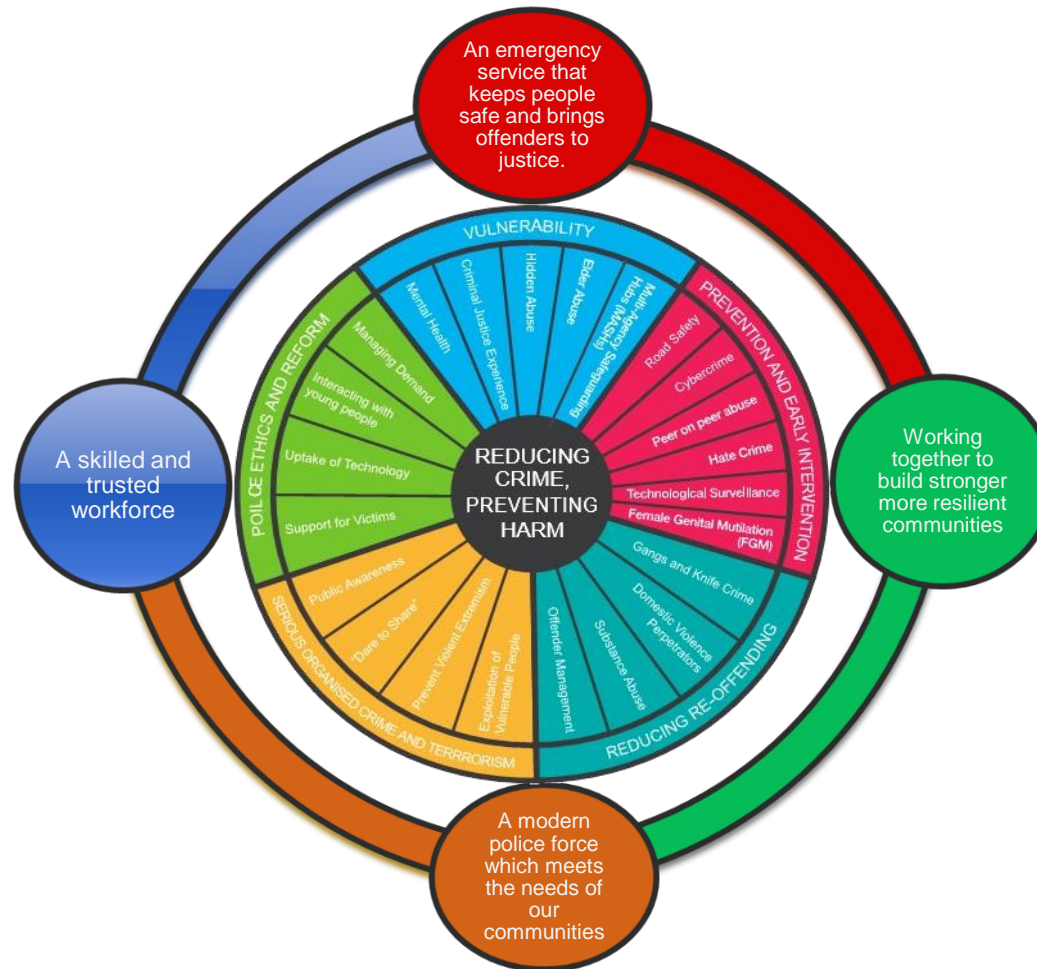 An emergency
service that
keeps people
safe and brings
offenders to
justice.
VULNERABILITY
Mental Health
Criminal Justice Experience
Hidden Abuse
Elder Abuse
Multi-Agency Safeguarding
Hubs (MASHs)
PREVENTION AND EARLY INTERVENTION
Road Safety
Cybercrime
Peer on peer abuse
Hate Crime
Technological Surveillance
Female Genital Mutilation
(FGM)
REDUCING RE-OFFENDING
Gangs and Knife Crime
Domestic Violence
Perpetrators
Substance Abuse
Offender Management
SERIOUS ORGANISED CRIME AND TERRRORISM
Exploitation of
Vulnerable People
Prevent Violent Extremism
"Dare to Share"
Public Awareness
POILCE ETHICS AND REFORM
Support for Victims
Uptake of Technology
Interacting with
young people
Managing Demand
REDUCING
CRIME,
PREVENTING
HARM
A skilled and
trusted
workforce
Working
together to
build stronger
more resilient
communities
A modern
police force
which meets
the needs of
our
communities